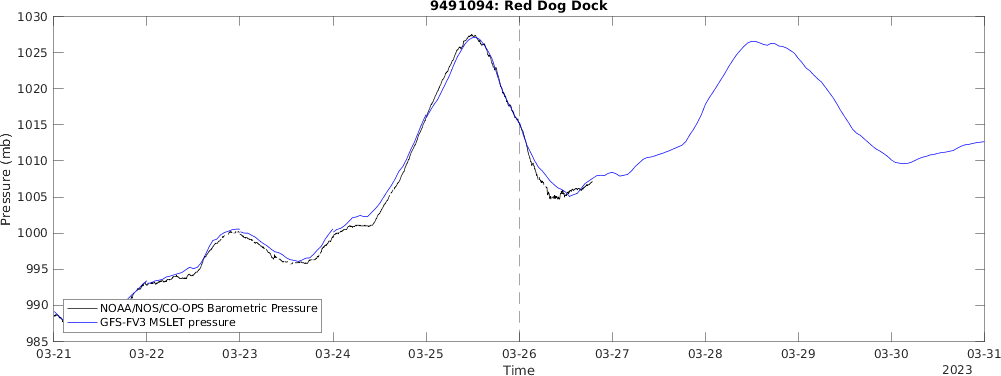 9491094: Red Dog Dock
1030
1025
1020
1015
1010
1005
1000
995
990
985
Pressure (mb)
NOAA/NOS/CO-OPS Barometric Pressure
GFS-FV3 MSLET pressure
03-21 03-22 03-23 03-24 03-25 03-26 03-27 03-28 03-29 03-30 03-31
Time
2023